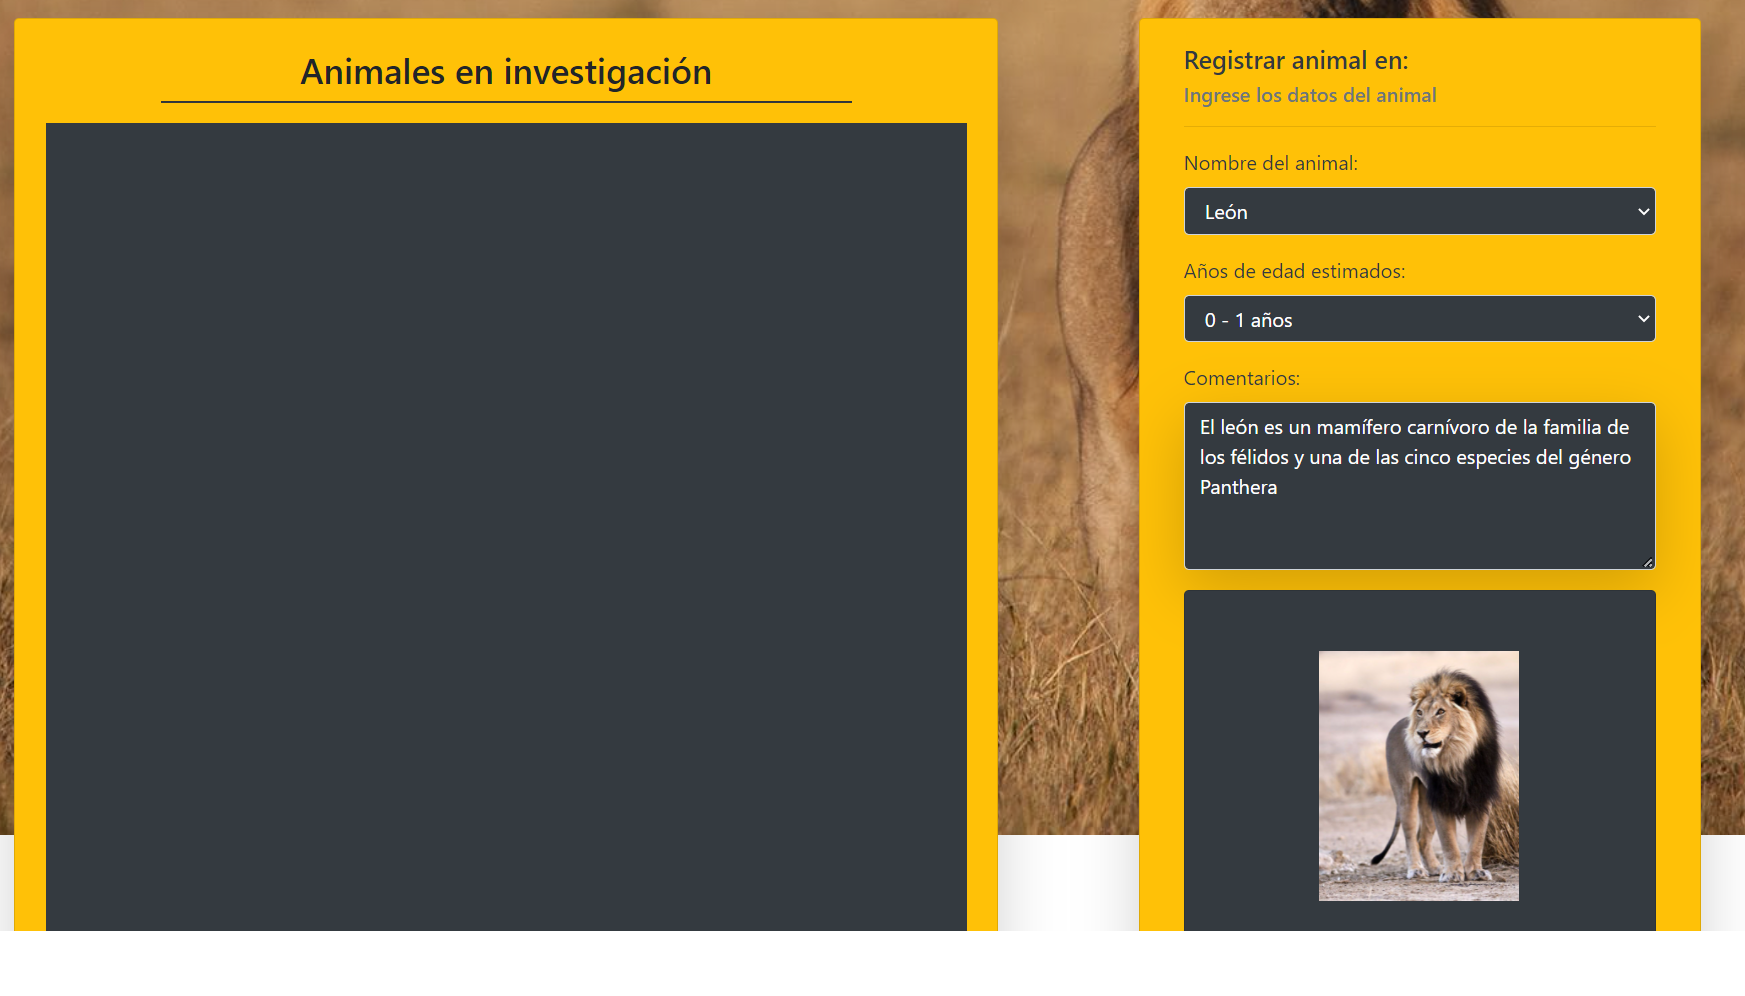 Animales en investigación
Registrar animal en:
Ingrese los datos del animal
Nombre del animal:
León
Años de edad estimados:
0 - 1 años
Comentarios:
El león es un mamífero carnívoro de la familia de
los félidos y una de las cinco especies del género
Panthera